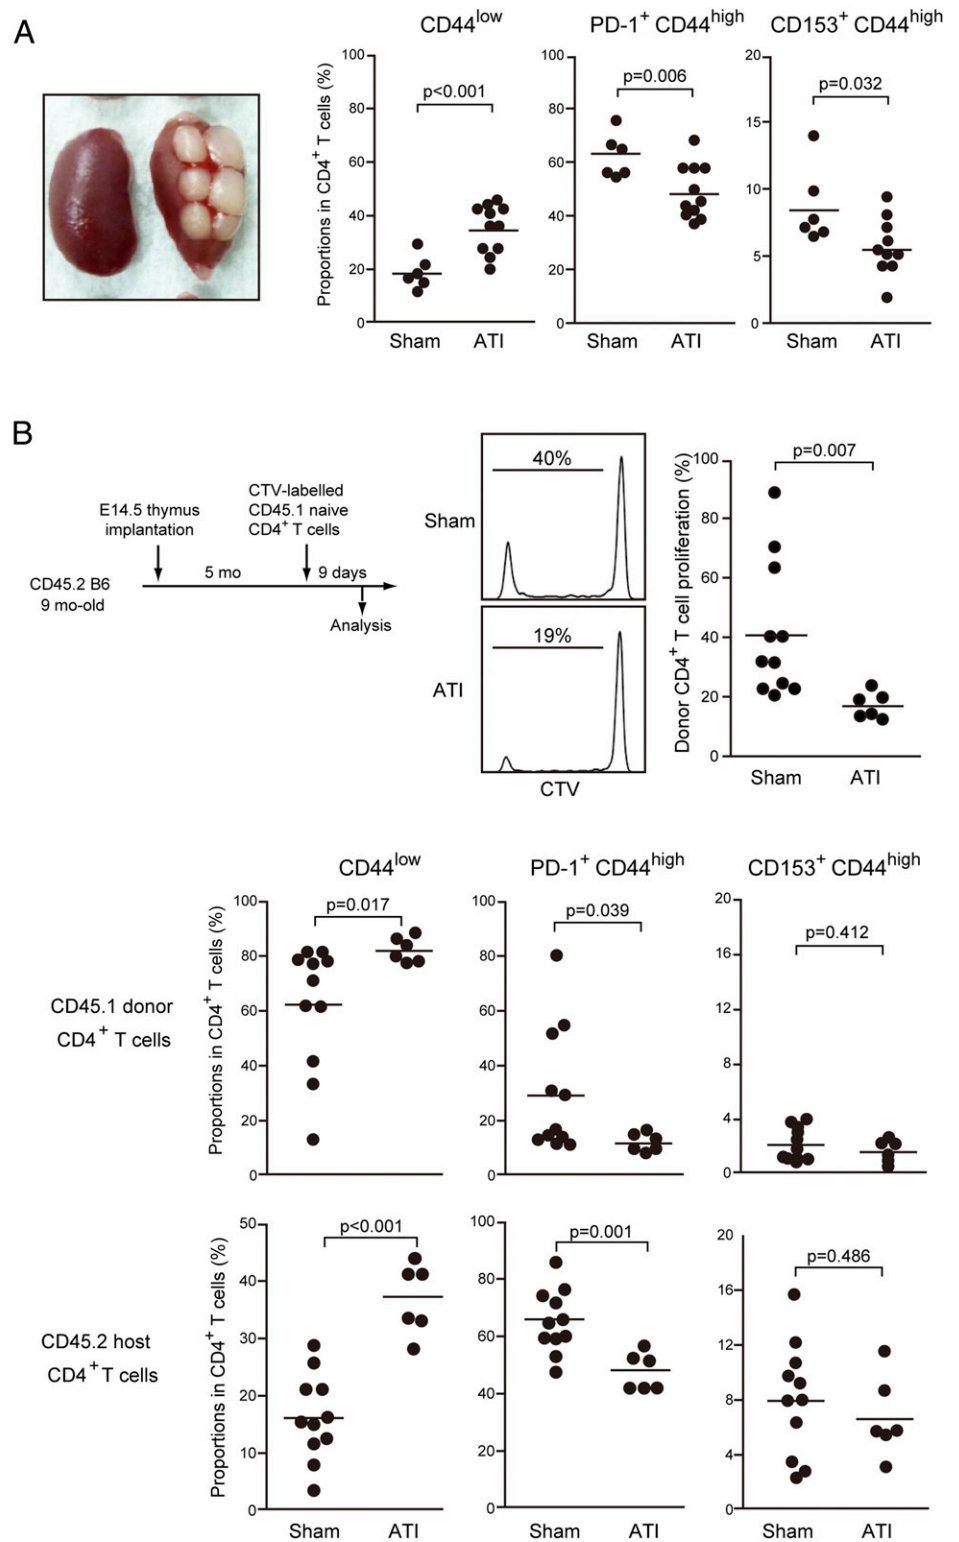 A
CD44low
PD-1+ CD44high
CD153+ CD44high
Proportions in CD4+ T cells (%)
100
80
60
40
20
0
p<0.001
Sham
ATI
100
80
60
40
20
0
p=0.006
Sham
ATI
20
15
10
5
0
p=0.032
Sham
ATI
B
E14.5 thymus
implantation
CTV-labelled
CD45.1 naive
CD4+ T cells
CD45.2 B6
9 mo-old
5 mo
9 days
Analysis
Sham
40%
ATI
19%
CTV
Donor CD4+ T cell proliferation (%)
100
80
60
40
20
0
p=0.007
Sham
ATI
CD44low
PD-1+ CD44high
CD153+ CD44high
CD45.1 donor
CD4+ T cells
Proportions in CD4+ T cells (%)
100
80
60
40
20
0
p=0.017
100
80
60
40
20
0
p=0.039
20
16
12
8
4
0
p=0.412
CD45.2 host
CD4+ T cells
Proportions in CD4+ T cells (%)
50
40
30
20
10
0
p<0.001
Sham
ATI
100
80
60
40
20
0
p=0.001
Sham
ATI
20
16
12
8
4
0
p=0.486
Sham
ATI